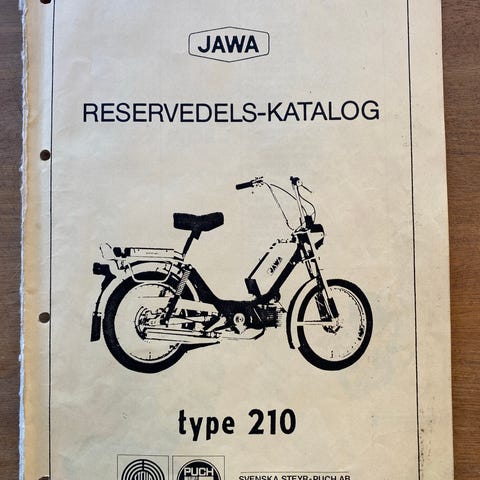 JAWA
RESERVEDELS-KATALOG
JAWA
type 210
PUCH
SVENSKA STEYR-PUCH AB